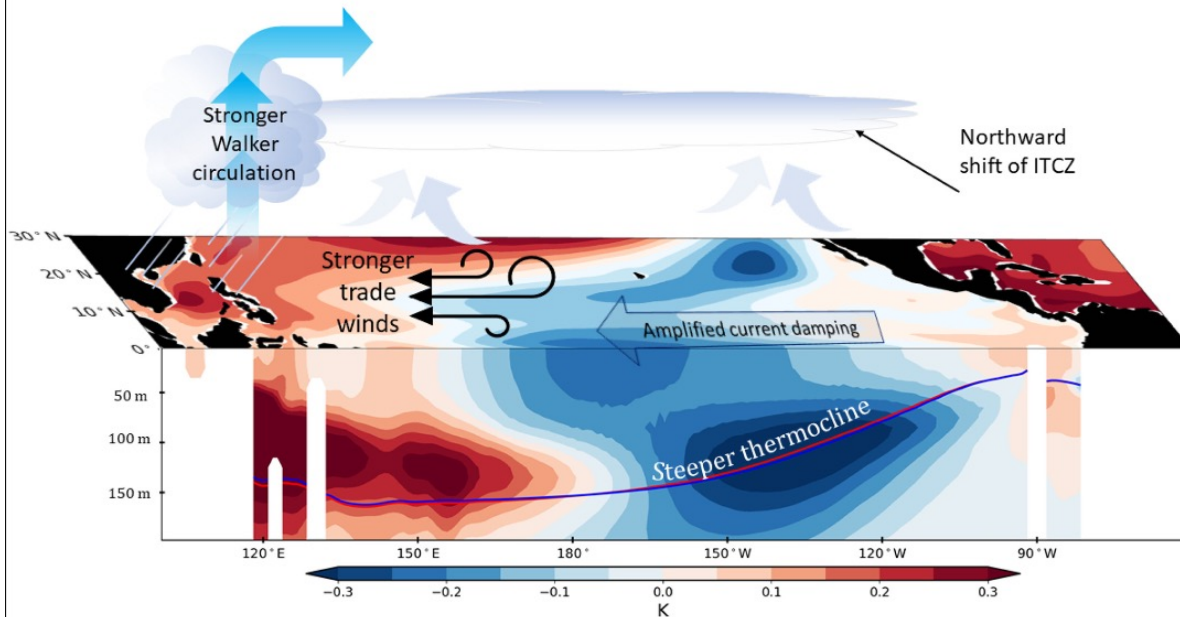 Stronger
Walker
circulation
Northward
shift of ITCZ
30°N
20°N
10°N
0°
Stronger
trade
winds
Amplified current damping
50 m
100 m
150 m
Steeper thermocline
120°E
150°E
180°
150°W
120°W
90°W
−0.3
−0.2
−0.1
0.0
0.1
0.2
0.3
K